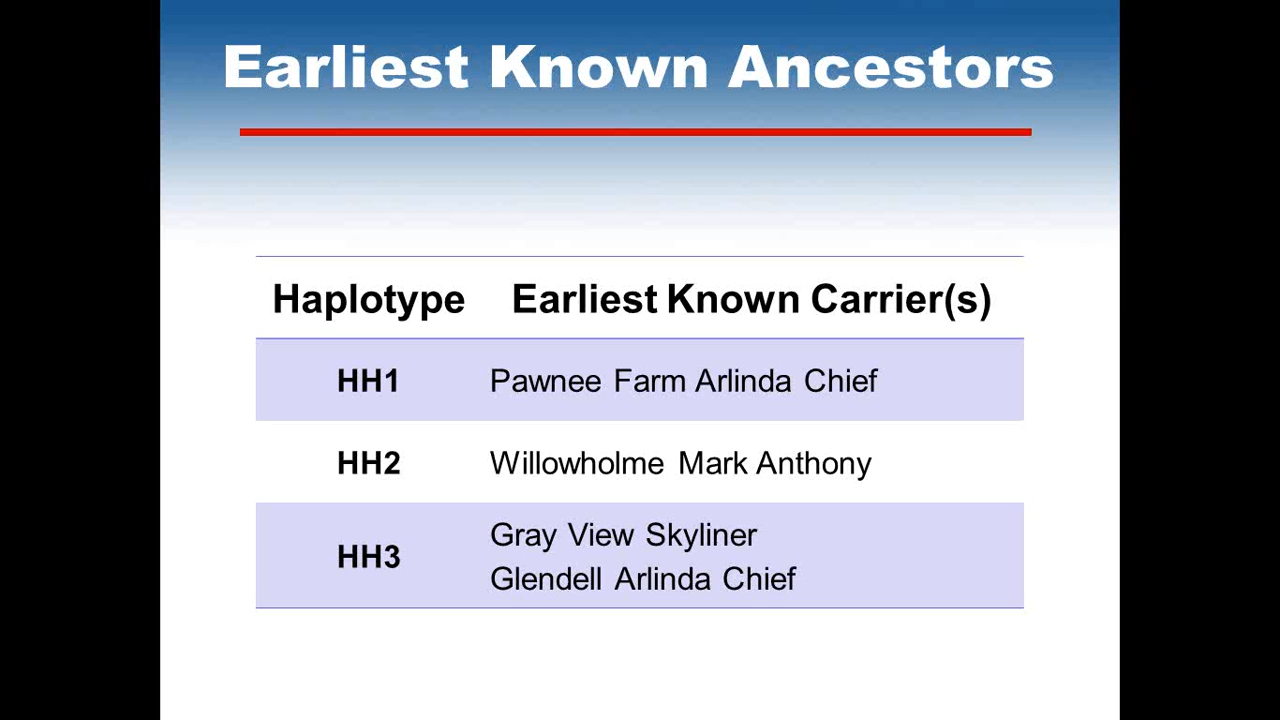 Earliest Known Ancestors
Haplotype Earliest Known Carrier(s)
HH1 Pawnee Farm Arlinda Chief
HH2 Willowholme Mark Anthony
HH3 Gray View Skyliner
Glendell Arlinda Chief